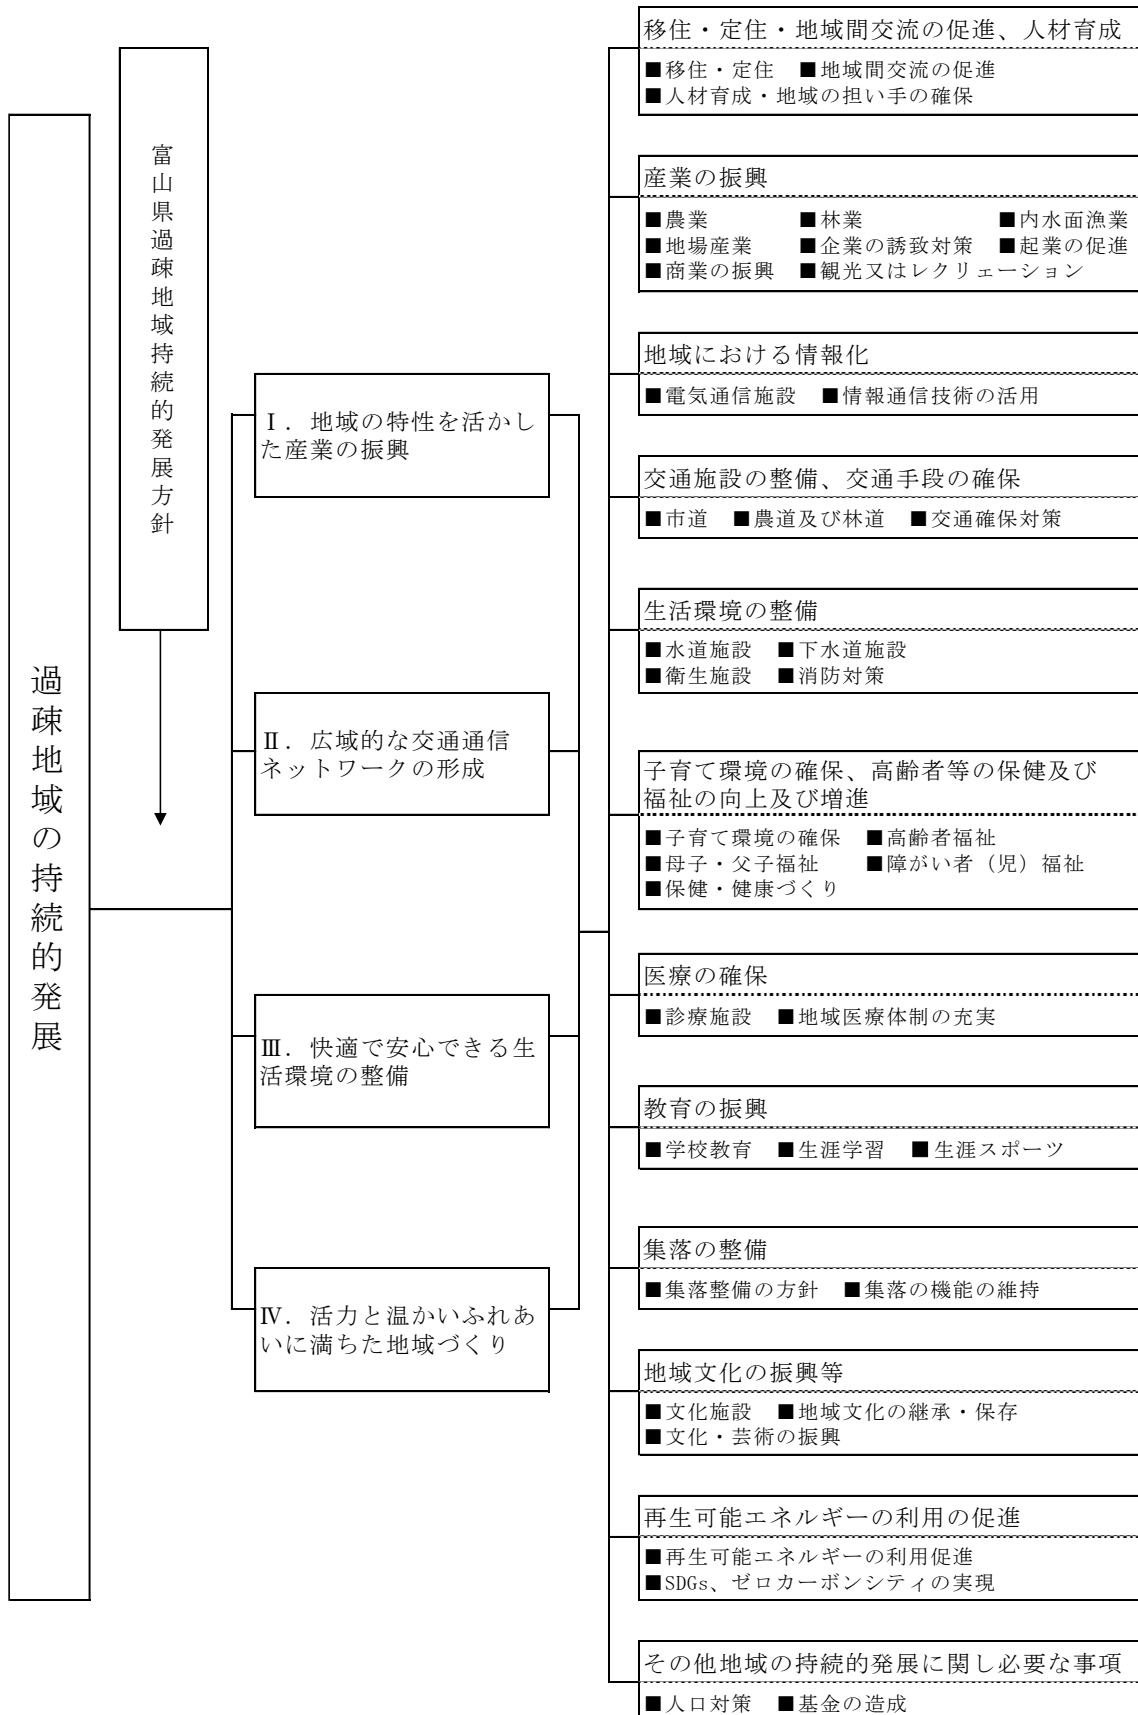 過疎地域の持続的発展
富山県過疎地域持続的発展方針
Ⅰ．地域の特性を活かし
た産業の振興
Ⅱ．広域的な交通通信
ネットワークの形成
Ⅲ．快適で安心できる生
活環境の整備
Ⅳ．活力と温かいふれあ
いに満ちた地域づくり
移住・定住・地域間交流の促進、人材育成
■移住・定住　■地域間交流の促進
■人材育成・地域の担い手の確保
産業の振興
■農業　■林業　■内水面漁業
■地場産業　■企業の誘致対策　■起業の促進
■商業の振興　■観光又はレクリェーション
地域における情報化
■電気通信施設　■情報通信技術の活用
交通施設の整備、交通手段の確保
■市道　■農道及び林道　■交通確保対策
生活環境の整備
■水道施設　■下水道施設
■衛生施設　■消防対策
子育て環境の確保、高齢者等の保健及び
福祉の向上及び増進
■子育て環境の確保　■高齢者福祉
■母子・父子福祉　■障がい者（児）福祉
■保健・健康づくり
医療の確保
■診療施設　■地域医療体制の充実
教育の振興
■学校教育　■生涯学習　■生涯スポーツ
集落の整備
■集落整備の方針　■集落の機能の維持
地域文化の振興等
■文化施設　■地域文化の継承・保存
■文化・芸術の振興
再生可能エネルギーの利用の促進
■再生可能エネルギーの利用促進
■SDGs、ゼロカーボンシティの実現
その他地域の持続的発展に関し必要な事項
■人口対策　■基金の造成